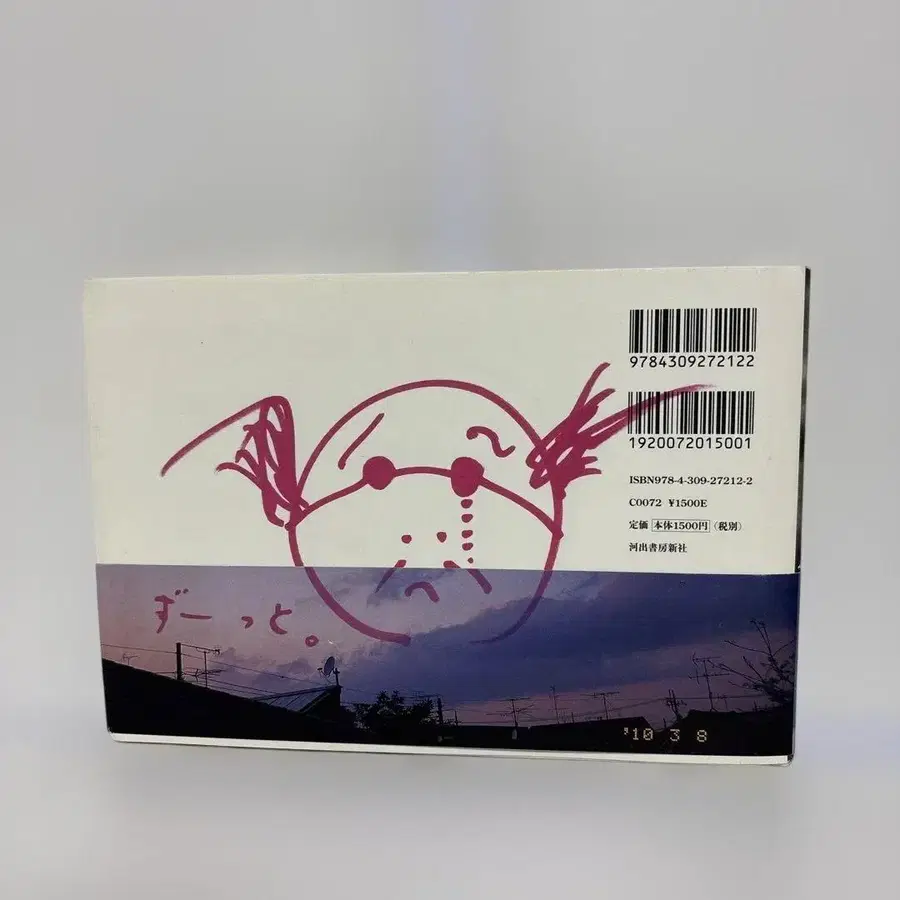 9784309272122
1920072015001
ISBN978-4-309-27212-2
C0072 ¥1500E
定価 本体1500円 (税別)
河出書房新社
ずーっと。
'10 3 8